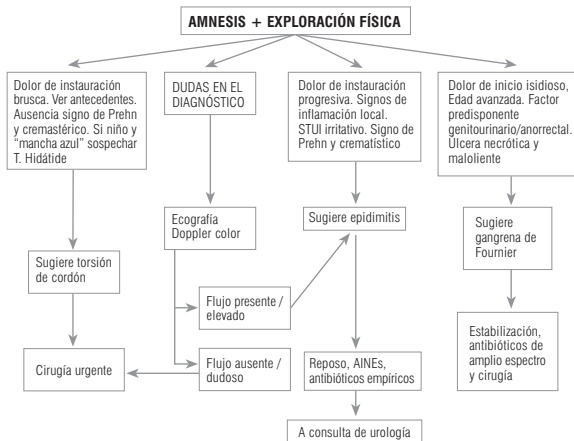 AMNESIS + EXPLORACIÓN FÍSICA
Dolor de instauración
brusca. Ver antecedentes.
Ausencia signo de Prehn
y cremastérico. Si niño y
“mancha azul” sospechar
T. Hidátide
DUDAS EN EL
DIAGNÓSTICO
Dolor de instauración
progresiva. Signos de
inflamación local.
STUI irritativo. Signo de
Prehn y crematístico
Dolor de inicio isidioso,
Edad avanzada. Factor
predisponente
genitourinario/anorrectal.
Úlcera necrótica y
maloliente
Ecografía
Doppler color
Sugiere epidimitis
Sugiere
gangrena de
Fournier
Sugiere torsión
de cordón
Flujo presente /
elevado
Estabilización,
antibióticos de
amplio espectro
y cirugía
Cirugía urgente
Flujo ausente /
dudoso
Reposo, AINEs,
antibióticos empíricos
A consulta de urología